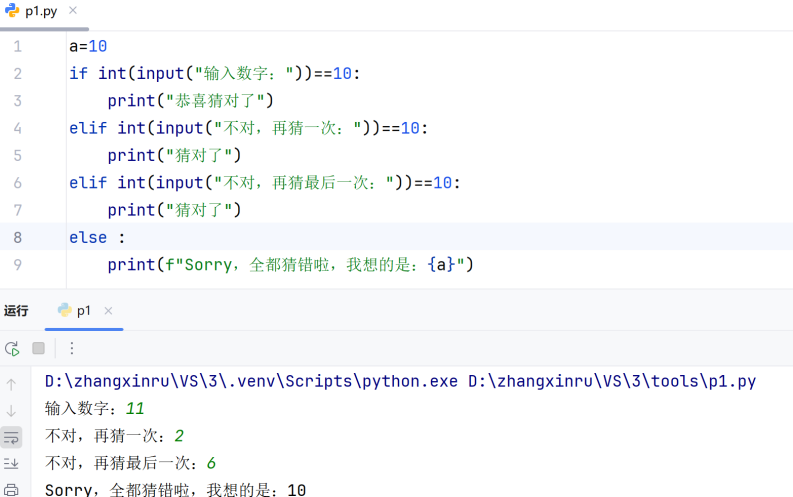 p1.py
1 a=10
2 if int(input("输入数字："))==10:
3     print("恭喜猜对了")
4 elif int(input("不对，再猜一次："))==10:
5     print("猜对了")
6 elif int(input("不对，再猜最后一次："))==10:
7     print("猜对了")
8 else :
9     print(f"Sorry，全都猜错啦，我想的是：{a}")
运行 p1
D:\zhangxinru\VS\3\.venv\Scripts\python.exe D:\zhangxinru\VS\3\tools\p1.py
输入数字：11
不对，再猜一次：2
不对，再猜最后一次：6
Sorry，全都猜错啦，我想的是：10